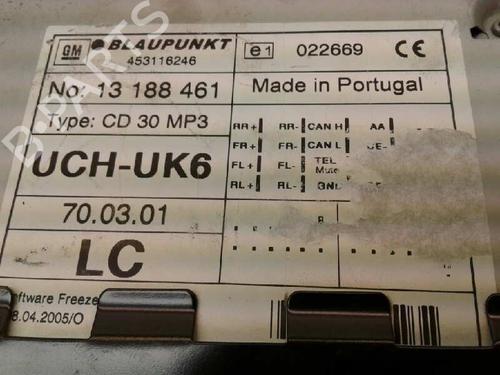 GM BLAUPUNKT
453116246
e1 022669 CE
No: 13 188 461
Made in Portugal
Type: CD 30 MP3
UCH-UK6
70.03.01
LC
RR+ RR- CAN H AA
FR+ FR- CAN L
FL+ FL- TEL Mute
RL+ RL- GND
oftware Freeze
8.04.2005/O
B-PARTS